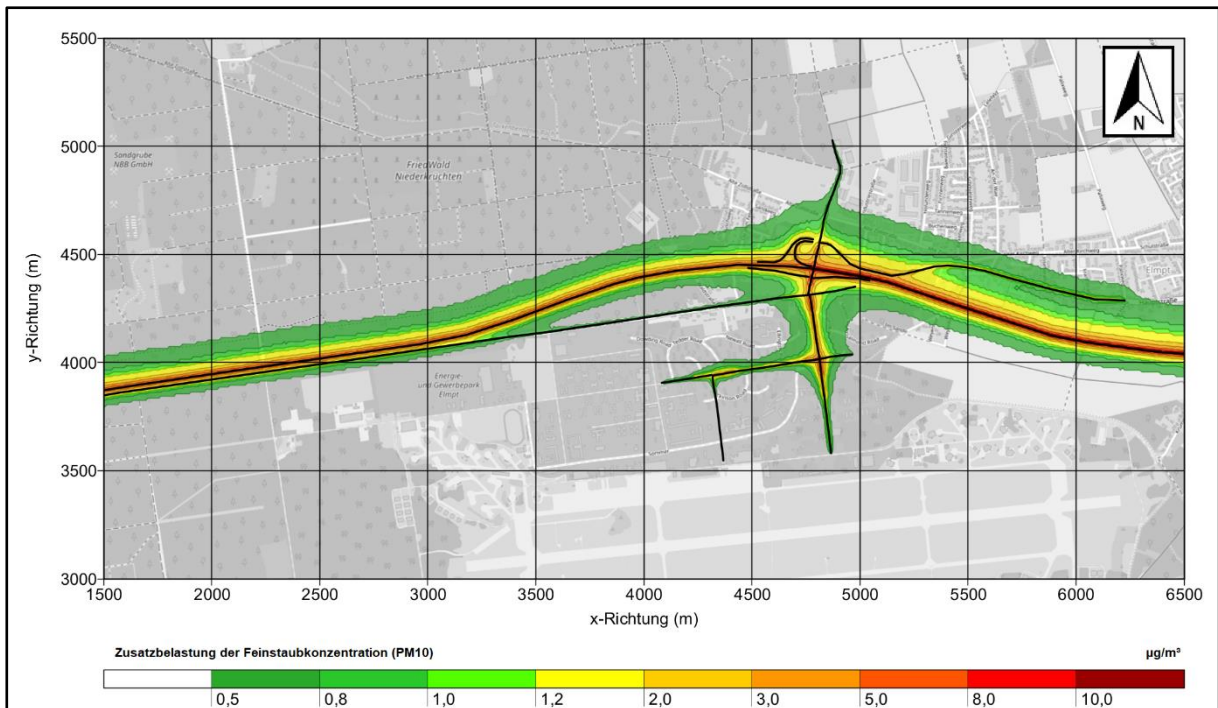 5500
5000
4500
4000
3500
3000
y-Richtung (m)
Sandgrube
NBB GmbH
FriedWald
Niederkrüchten
Elmpt
Energie-
und Gewerbepark
Elmpt
N
1500 2000 2500 3000 3500 4000 4500 5000 5500 6000 6500
x-Richtung (m)
Zusatzbelastung der Feinstaubkonzentration (PM10) µg/m³
0,5 0,8 1,0 1,2 2,0 3,0 5,0 8,0 10,0